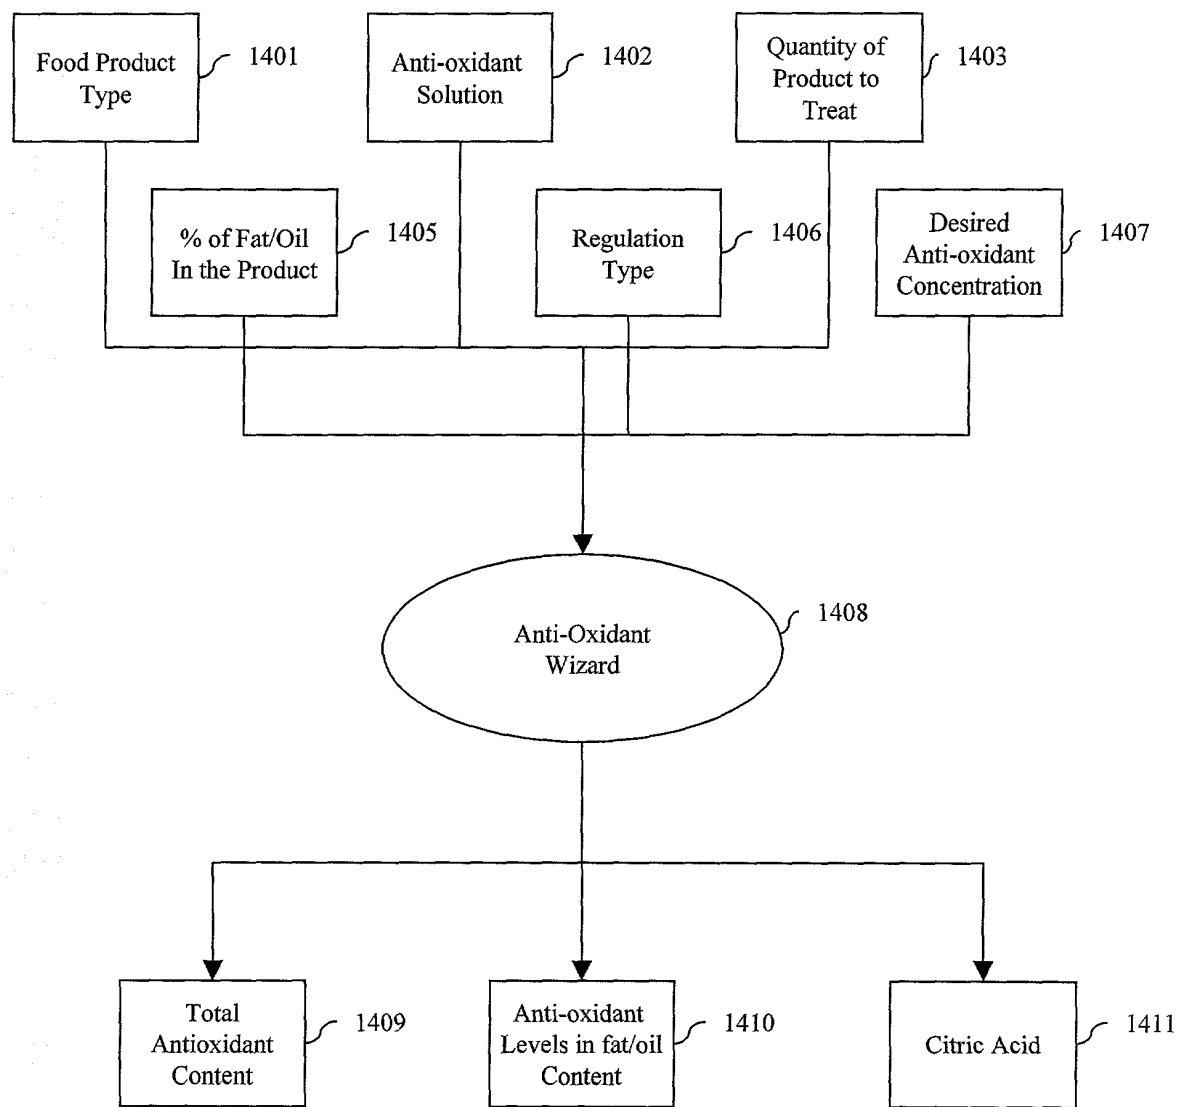 Food Product
Type
1401
Anti-oxidant
Solution
1402
Quantity of
Product to
Treat
1403
% of Fat/Oil
In the Product
1405
Regulation
Type
1406
Desired
Anti-oxidant
Concentration
1407
Anti-Oxidant
Wizard
1408
Total
Antioxidant
Content
1409
Anti-oxidant
Levels in fat/oil
Content
1410
Citric Acid
1411